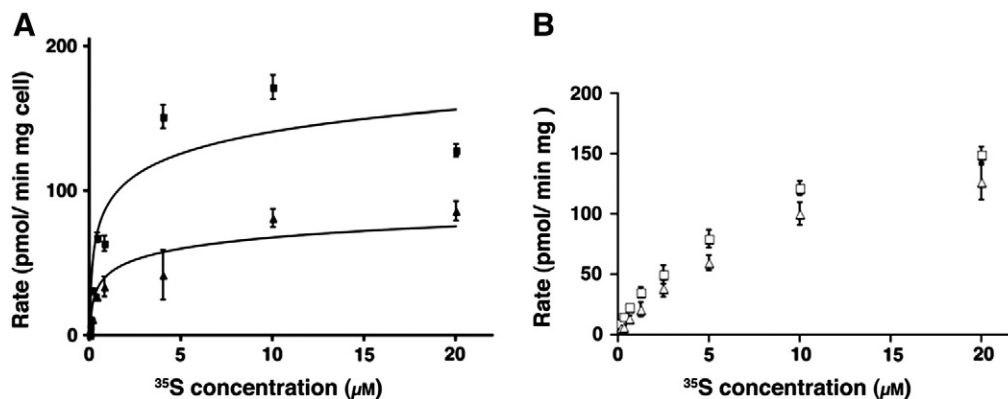 A
Rate (pmol/ min mg cell)
200
100
0
0 5 10 15 20
³⁵S concentration (µM)
B
Rate (pmol/ min mg )
200
150
100
50
0
0 5 10 15 20
³⁵S concentration (µM)